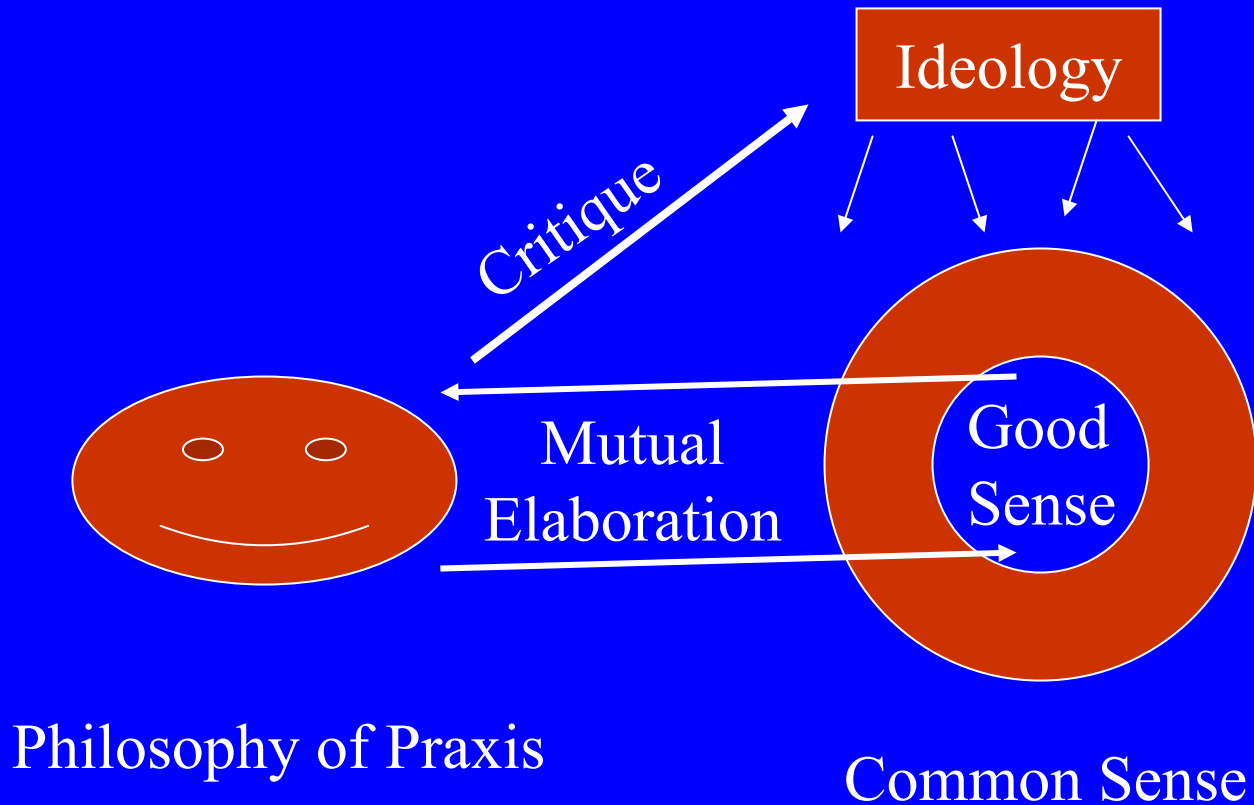 Ideology
Critique
Mutual
Elaboration
Good
Sense
Philosophy of Praxis
Common Sense